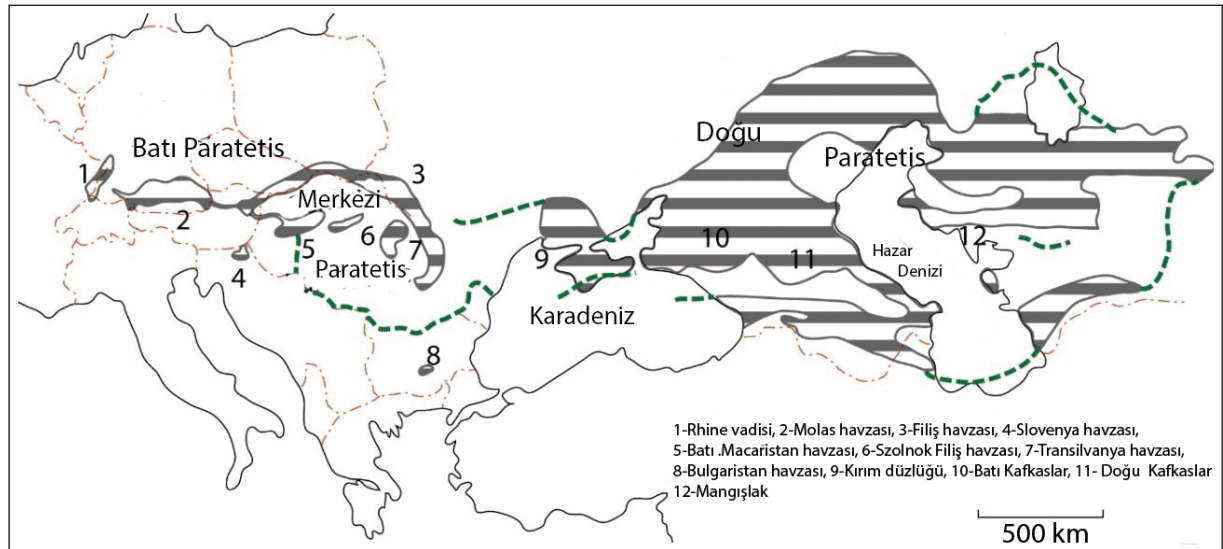 Batı Paratetis
1
2
3
Merkezi
4
5
6
7
Paratetis
8
Doğu
Paratetis
9
10
11
12
Hazar
Denizi
Karadeniz
1-Rhine vadisi, 2-Molas havzası, 3-Filiş havzası, 4-Slovenya havzası,
5-Batı .Macaristan havzası, 6-Szolnok Filiş havzası, 7-Transilvanya havzası,
8-Bulgaristan havzası, 9-Kırım düzlüğü, 10-Batı Kafkaslar, 11- Doğu Kafkaslar
12-Mangışlak
500 km